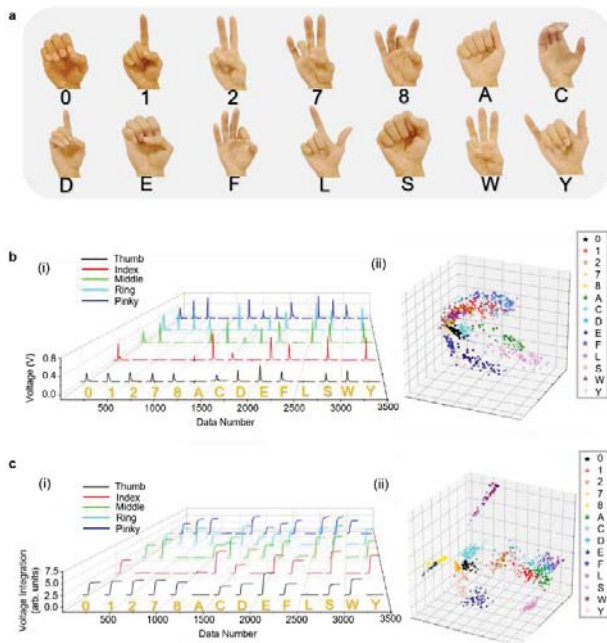 a
0 1 2 7 8 A C
D E F L S W Y
b
(i)
Thumb
Index
Middle
Ring
Pinky
Voltage (V)
0.8
0.4
0.0
0 1 2 7 8 A C D E F L S W Y
500 1000 1500 2000 2500 3000 3500
Data Number
(ii)
0
1
2
7
8
A
C
D
E
F
L
S
W
Y
c
(i)
Thumb
Index
Middle
Ring
Pinky
Voltage Integration
(arb. units)
7.5
5.0
2.5
0.0
0 1 2 7 8 A C D E F L S W Y
500 1000 1500 2000 2500 3000 3500
Data Number
(ii)
0
1
2
7
8
A
C
D
E
F
L
S
W
Y